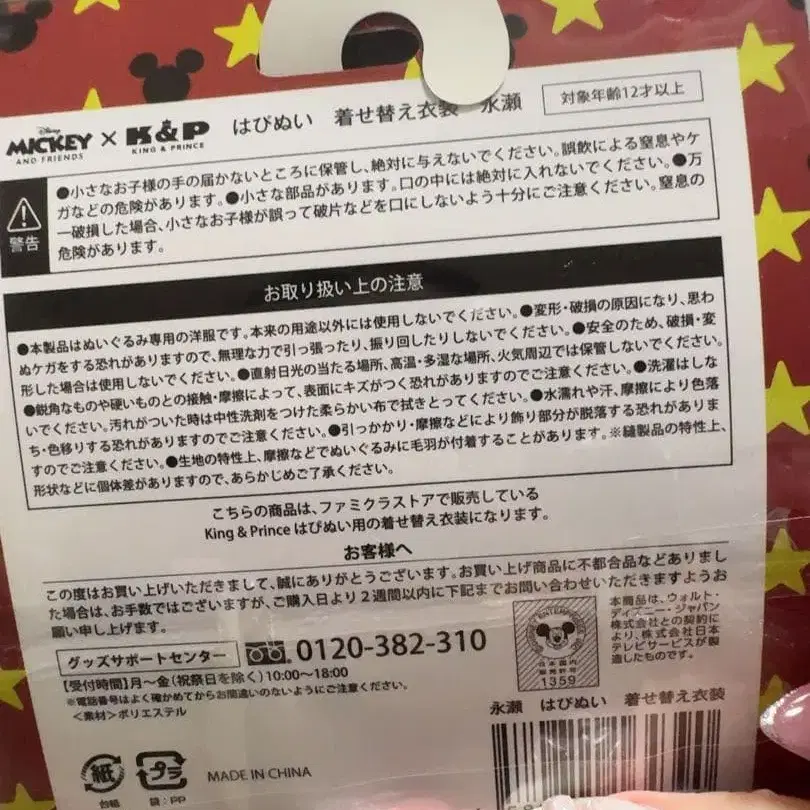 Disney
MICKEY
AND FRIENDS
×
K&P
KING & PRINCE
はぴぬい 着せ替え衣装 永瀬
対象年齢12才以上
警告
●小さなお子様の手の届かないところに保管し、絶対に与えないでください。誤飲による窒息やケ
ガなどの危険があります。●小さな部品があります。口の中には絶対に入れないでください。●万
一破損した場合、小さなお子様が誤って破片などを口にしないよう十分にご注意ください。窒息の
危険があります。
お取り扱い上の注意
●本製品はぬいぐるみ専用の洋服です。本来の用途以外には使用しないでください。●変形・破損の原因になり、思わ
ぬケガをする恐れがありますので、無理な力で引っ張ったり、振り回したりしないでください。●安全のため、破損・変
形した場合は使用しないでください。●直射日光の当たる場所、高温・多湿な場所、火気周辺では保管しないでください。
●鋭角なものや硬いものとの接触・摩擦によって、表面にキズがつく恐れがありますのでご注意ください。●洗濯はしな
いでください。汚れがついた時は中性洗剤をつけた柔らかい布で拭きとってください。●水濡れや汗、摩擦により色落
ち・色移りする恐れがありますのでご注意ください。●引っかかり・摩擦などにより飾り部分が脱落する恐れがありま
すのでご注意ください。●生地の特性上、摩擦などでぬいぐるみに毛羽が付着することがあります。※縫製品の特性上、
形状などに個体差がありますので、あらかじめご了承ください。
こちらの商品は、ファミクラストアで販売している
King & Prince はぴぬい用の着せ替え衣装になります。
お客様へ
この度はお買い上げいただきまして、誠にありがとうございます。お買い上げ商品に不都合品などありまし
た場合は、お手数ではございますが、ご購入日より2週間以内に下記までお問い合わせいただきますようお
願い申し上げます。
グッズサポートセンター
0120-382-310
【受付時間】月〜金(祝祭日を除く)10:00〜18:00
※電話番号はよく確かめてからお間違いのないようにご注意ください。
<素材>ポリエステル
日本国内
販売許可
1359
本商品は、ウォルト・
ディズニー・ジャパン
株式会社との契約に
より、株式会社日本
テレビサービスが製
造したものです。
永瀬 はぴぬい 着せ替え衣装
紙
台紙
プラ
袋:PP
MADE IN CHINA